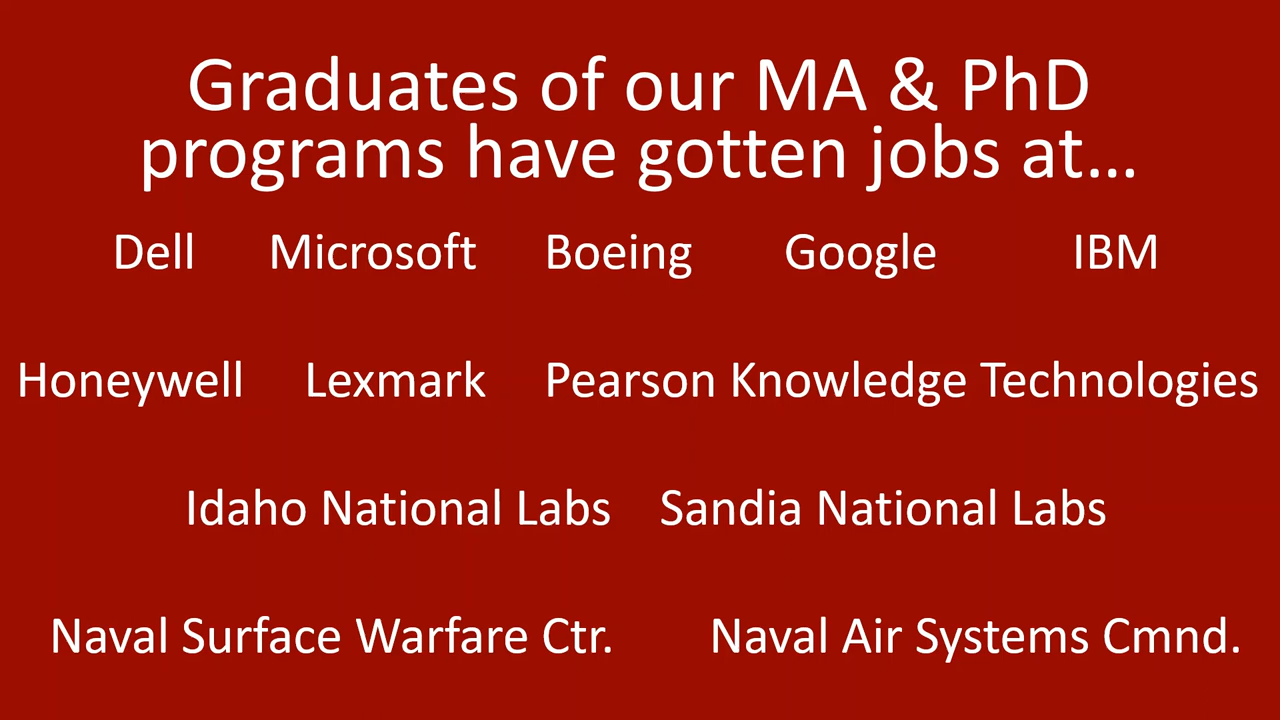 Graduates of our MA & PhD
programs have gotten jobs at...
Dell Microsoft Boeing Google IBM
Honeywell Lexmark Pearson Knowledge Technologies
Idaho National Labs Sandia National Labs
Naval Surface Warfare Ctr. Naval Air Systems Cmnd.